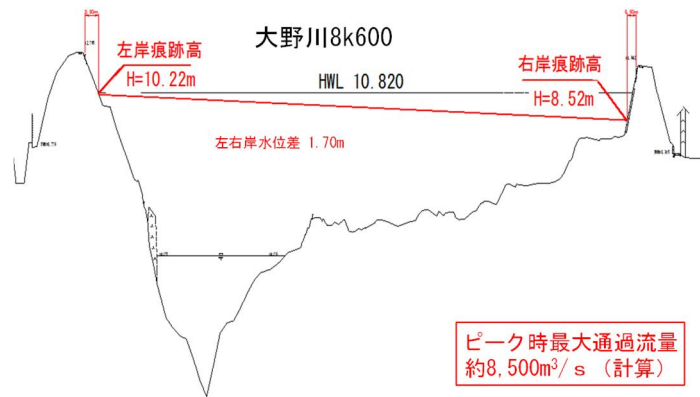 大野川8k600
左岸痕跡高
H=10.22m
HWL 10.820
右岸痕跡高
H=8.52m
左右岸水位差 1.70m
ピーク時最大通過流量
約8,500m³/s (計算)